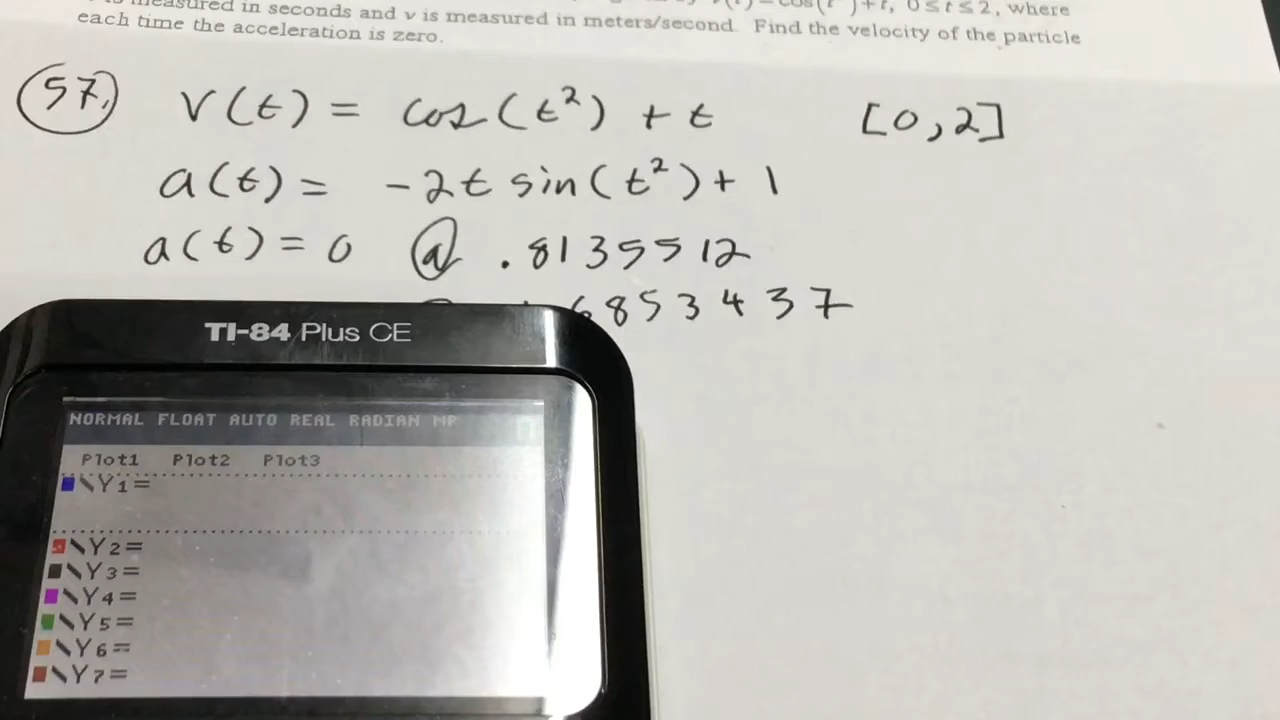 measured in seconds and v is measured in meters/second. Find the velocity of the particle
each time the acceleration is zero.
57. v(t) = cos(t²) + t [0,2]
a(t) = -2t sin(t²) + 1
a(t) = 0 @ .8135512
6853437
TI-84 Plus CE
NORMAL FLOAT AUTO REAL RADIAN MP
Plot1 Plot2 Plot3
\Y1=
\Y2=
\Y3=
\Y4=
\Y5=
\Y6=
\Y7=